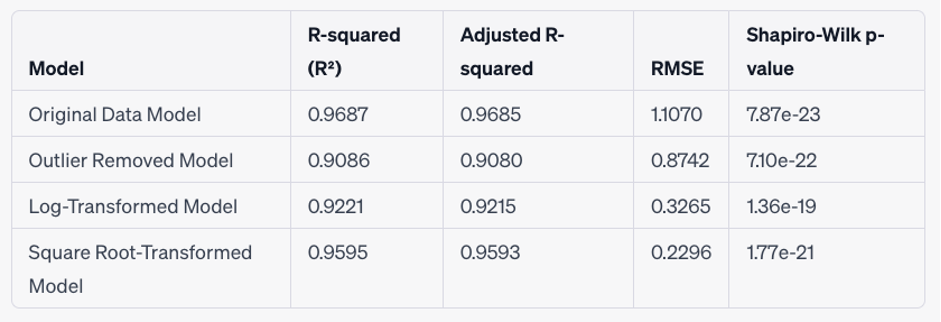 Model R-squared (R²) Adjusted R-squared RMSE Shapiro-Wilk p-value
Original Data Model 0.9687 0.9685 1.1070 7.87e-23
Outlier Removed Model 0.9086 0.9080 0.8742 7.10e-22
Log-Transformed Model 0.9221 0.9215 0.3265 1.36e-19
Square Root-Transformed Model 0.9595 0.9593 0.2296 1.77e-21